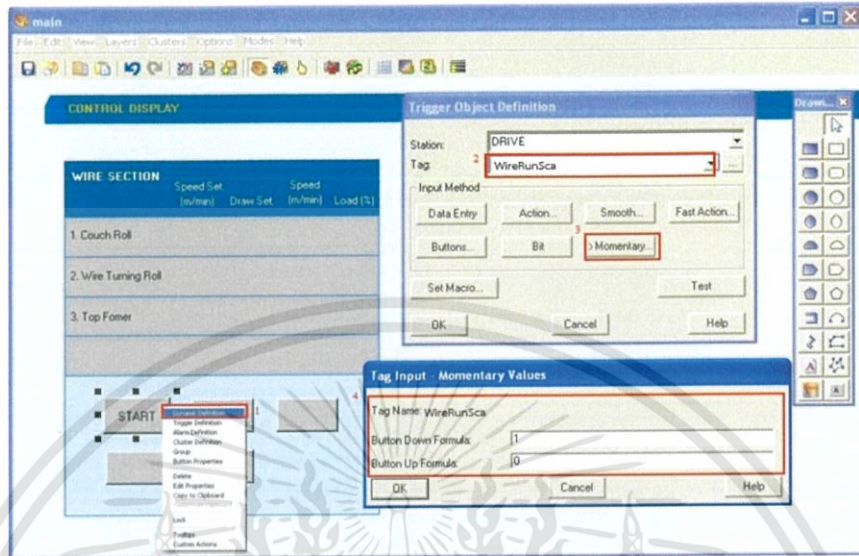 main
File Edit View Layers Clusters Options Modes Help
CONTROL DISPLAY
WIRE SECTION
Speed Set (m/min)
Draw Set
Speed (m/min)
Load (%)
1. Couch Roll
2. Wire Turning Roll
3. Top Fomer
START
1
Dynamic Definition
Trigger Definition
Alarm Definition
Cluster Definition
Group
Button Properties
Delete
Edit Properties
Copy to Clipboard
Lock
Tooltips
Custom Actions
Trigger Object Definition
Station: DRIVE
Tag: 2 WireRunSca ...
Input Method
Data Entry Action... Smooth... Fast Action...
3
Buttons... Bit >Momentary...
Set Macro... Test
OK Cancel Help
4
Tag Input - Momentary Values
Tag Name: WireRunSca
Button Down Formula: 1
Button Up Formula: 0
OK Cancel Help
Drawi...
A